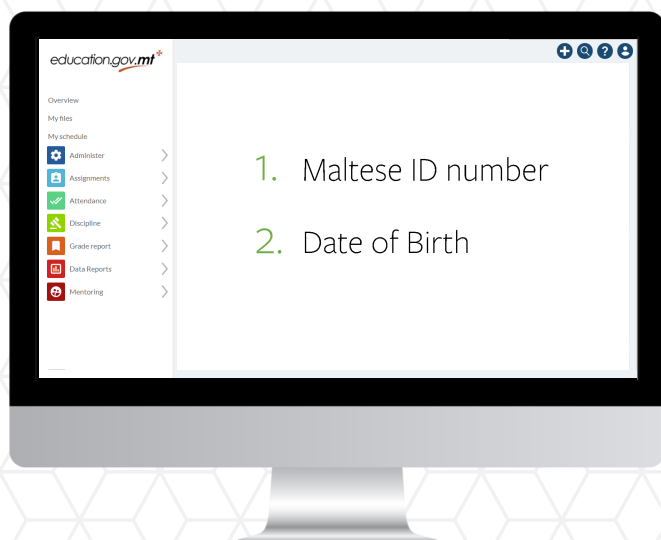 education.gov.mt
Overview
My files
My schedule
Administer
Assignments
Attendance
Discipline
Grade report
Data Reports
Mentoring
1. Maltese ID number
2. Date of Birth